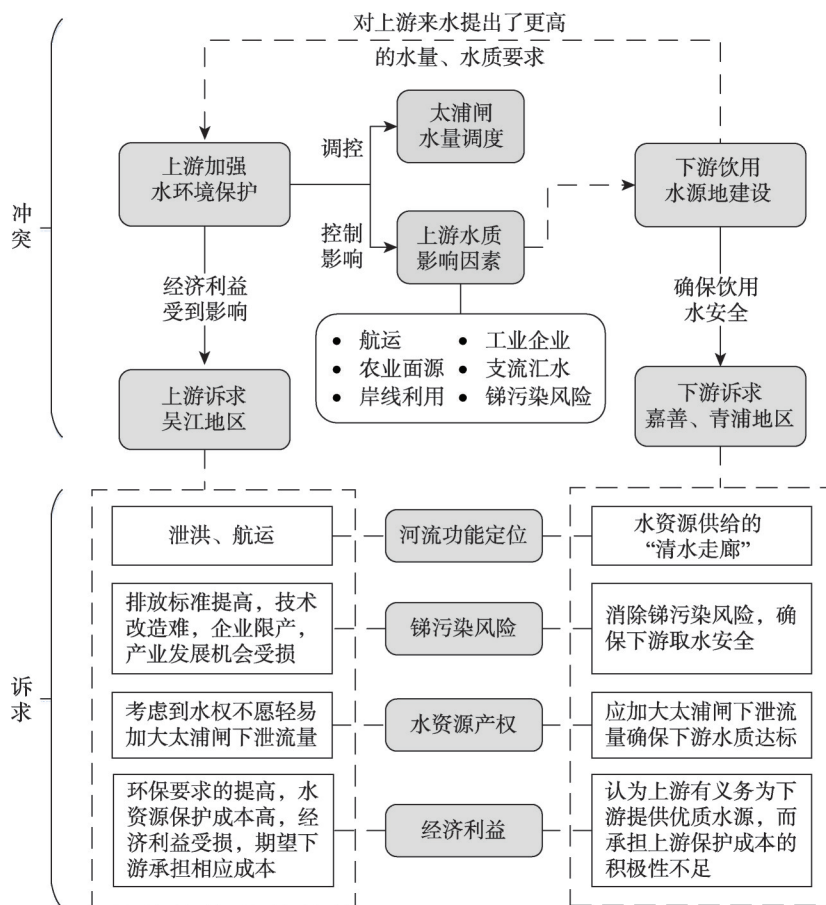 对上游来水提出了更高
的水量、水质要求
冲
突
上游加强
水环境保护
调控
太浦闸
水量调度
下游饮用
水源地建设
控制
影响
上游水质
影响因素
经济利益
受到影响
确保饮用
水安全
● 航运
● 工业企业
● 农业面源
● 支流汇水
● 岸线利用
● 锑污染风险
上游诉求
吴江地区
下游诉求
嘉善、青浦地区
诉
求
泄洪、航运
河流功能定位
水资源供给的
“清水走廊”
排放标准提高，技术
改造难，企业限产，
产业发展机会受损
锑污染风险
消除锑污染风险，确
保下游取水安全
考虑到水权不愿轻易
加大太浦闸下泄流量
水资源产权
应加大太浦闸下泄流
量确保下游水质达标
环保要求的提高，水
资源保护成本高，经
济利益受损，期望下
游承担相应成本
经济利益
认为上游有义务为下
游提供优质水源，而
承担上游保护成本的
积极性不足